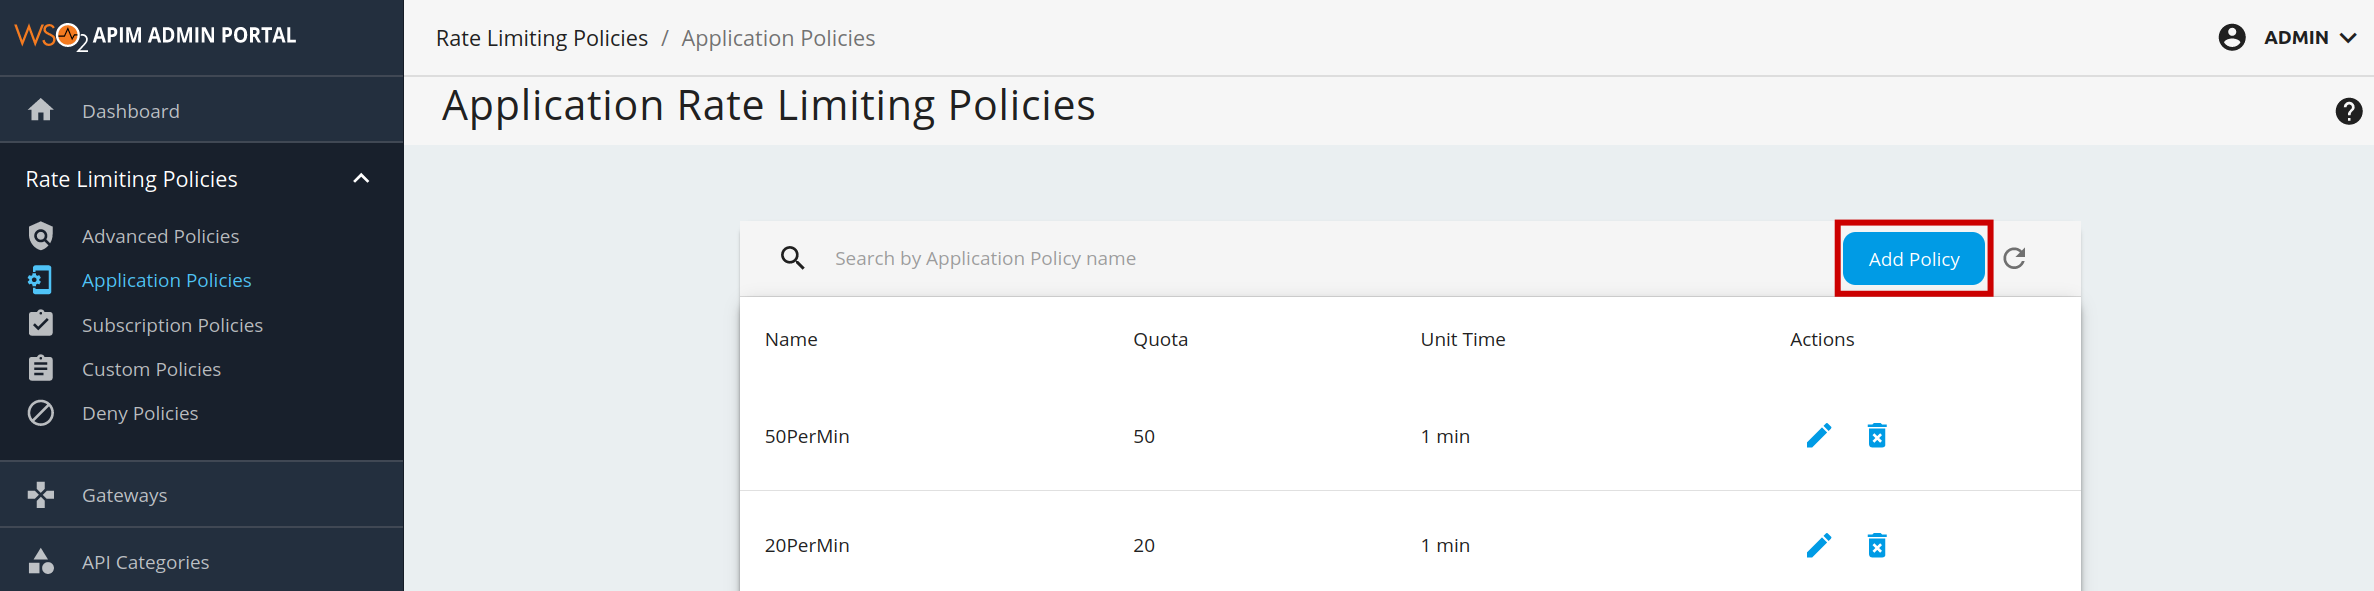 WSO2 APIM ADMIN PORTAL
Rate Limiting Policies / Application Policies
ADMIN
Dashboard
Application Rate Limiting Policies
?
Rate Limiting Policies
Advanced Policies
Application Policies
Subscription Policies
Custom Policies
Deny Policies
Gateways
API Categories
Search by Application Policy name
Add Policy
Name Quota Unit Time Actions
50PerMin 50 1 min
20PerMin 20 1 min